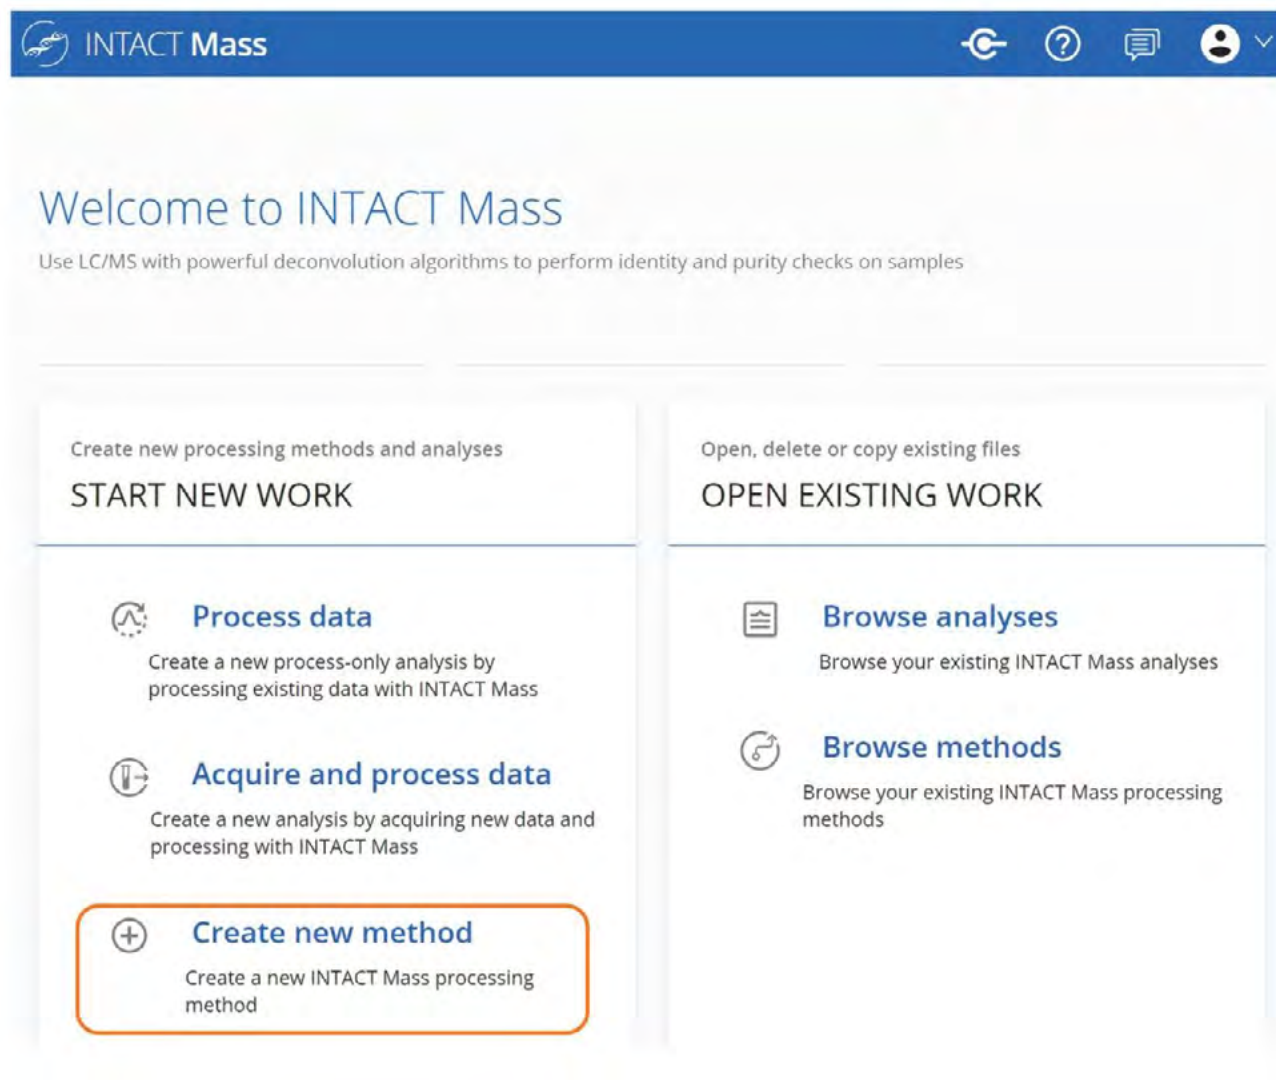 INTACT Mass
Welcome to INTACT Mass
Use LC/MS with powerful deconvolution algorithms to perform identity and purity checks on samples
Create new processing methods and analyses
START NEW WORK
Process data
Create a new process-only analysis by
processing existing data with INTACT Mass
Acquire and process data
Create a new analysis by acquiring new data and
processing with INTACT Mass
Create new method
Create a new INTACT Mass processing
method
Open, delete or copy existing files
OPEN EXISTING WORK
Browse analyses
Browse your existing INTACT Mass analyses
Browse methods
Browse your existing INTACT Mass processing
methods